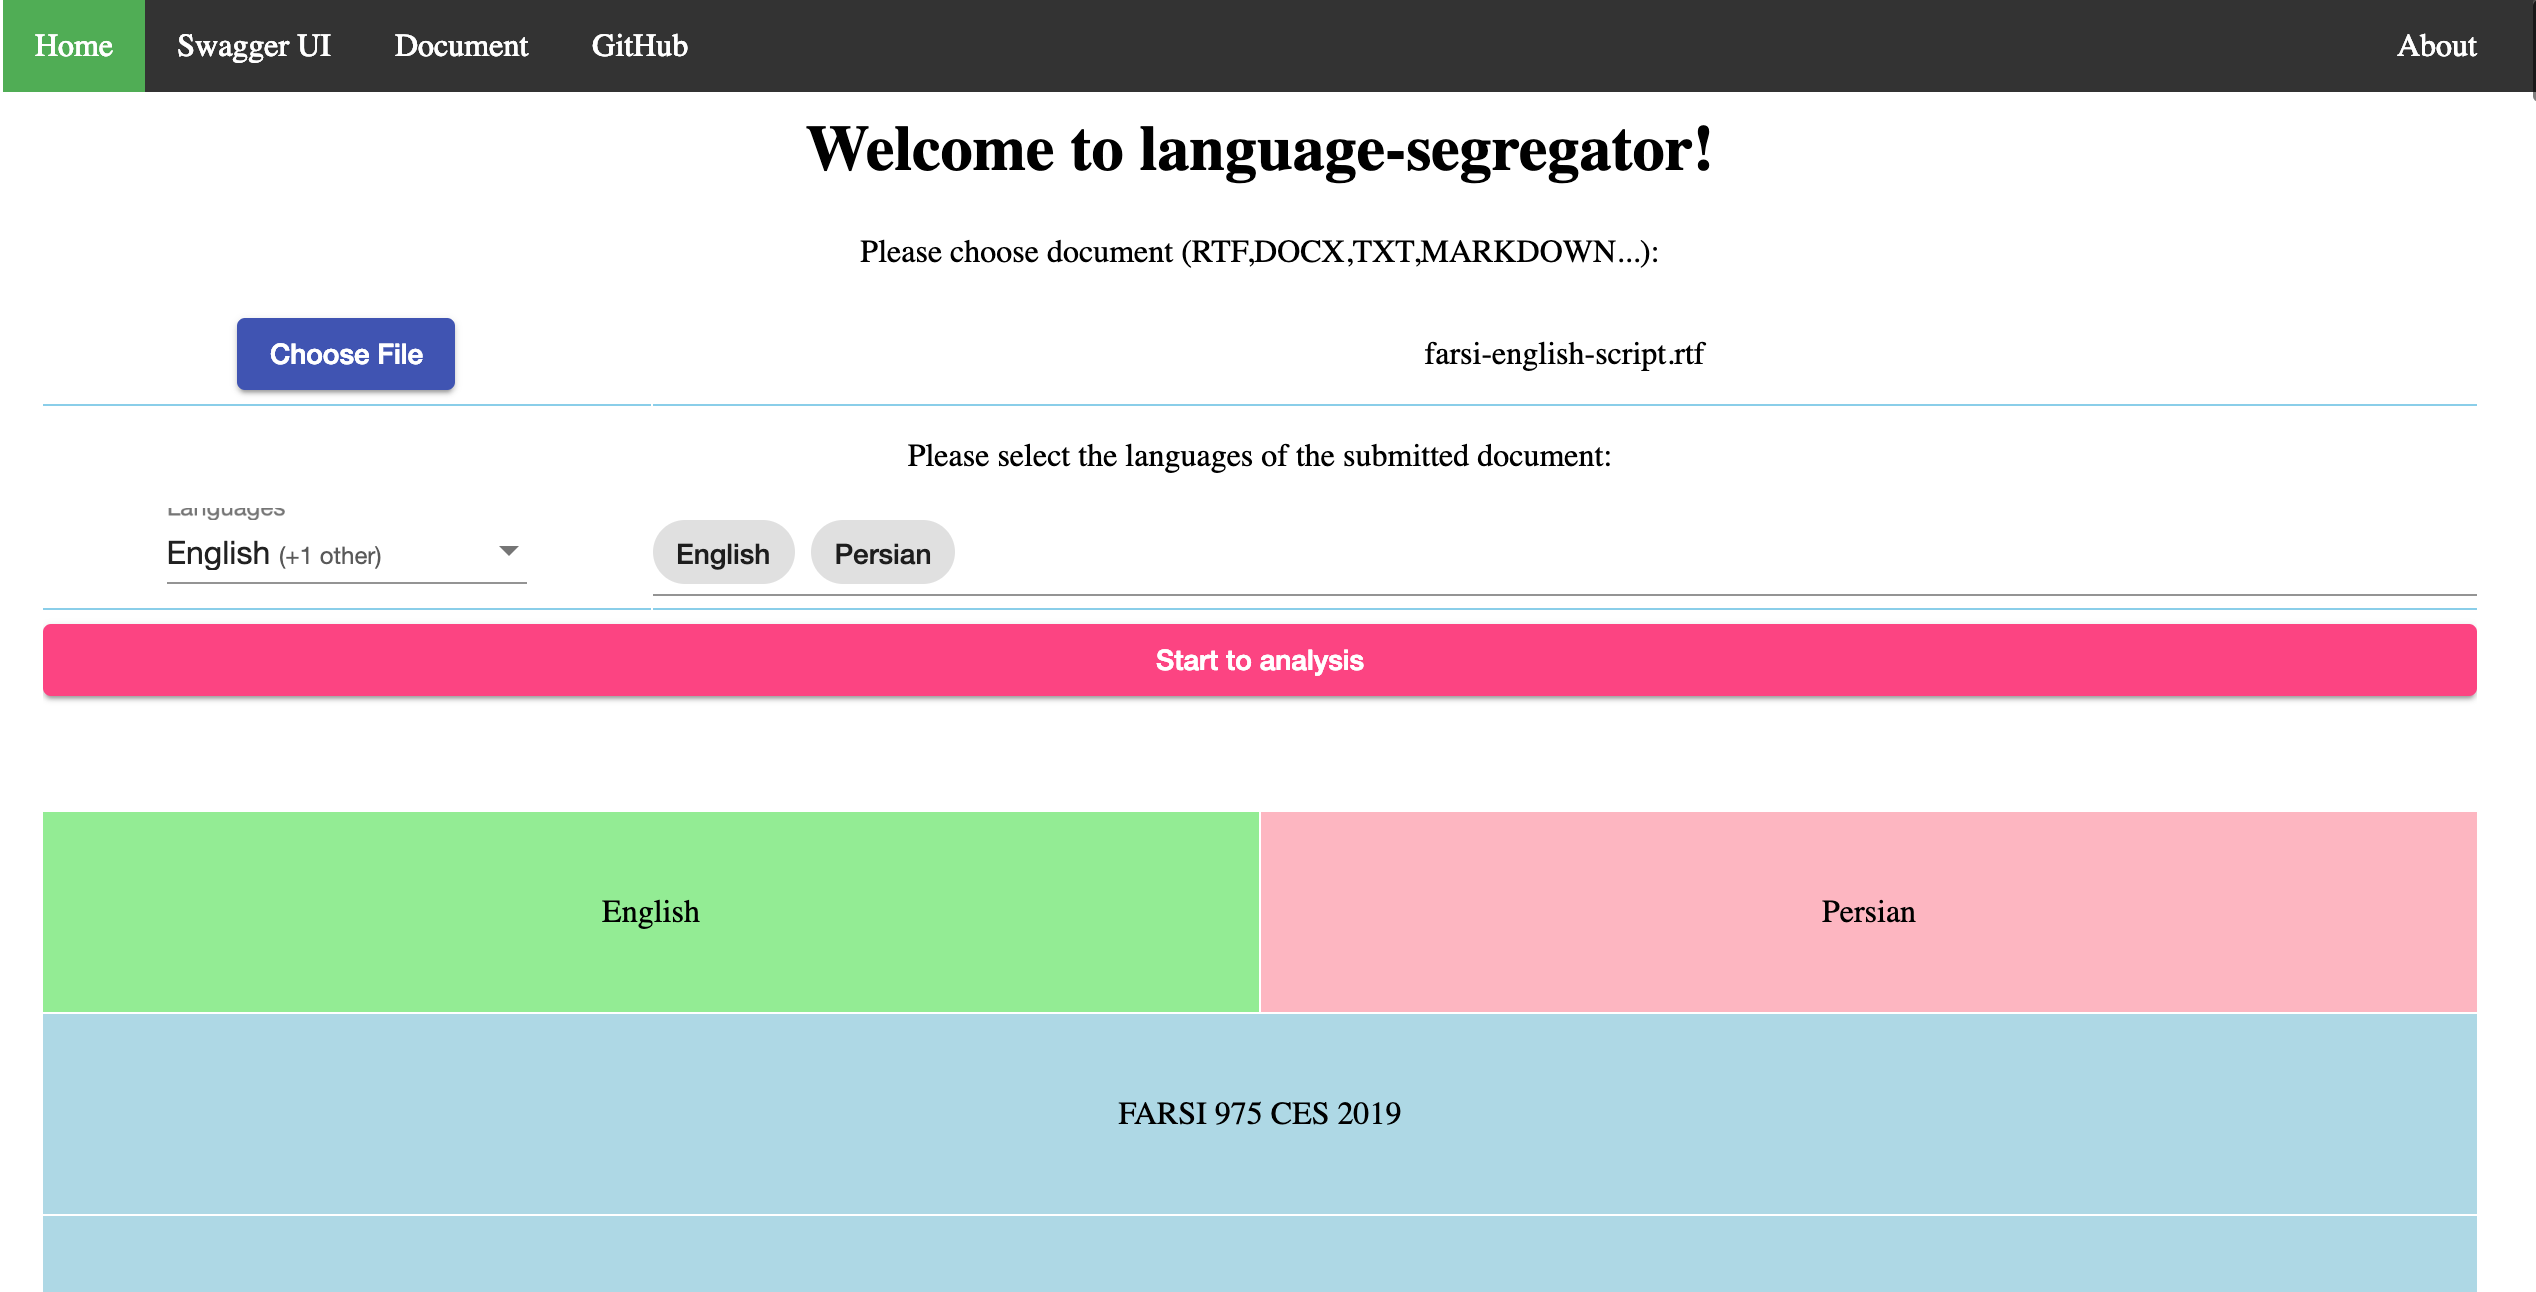 Home Swagger UI Document GitHub About
Welcome to language-segregator!
Please choose document (RTF,DOCX,TXT,MARKDOWN...):
Choose File farsi-english-script.rtf
Please select the languages of the submitted document:
Languages
English (+1 other) English Persian
Start to analysis
English Persian
FARSI 975 CES 2019